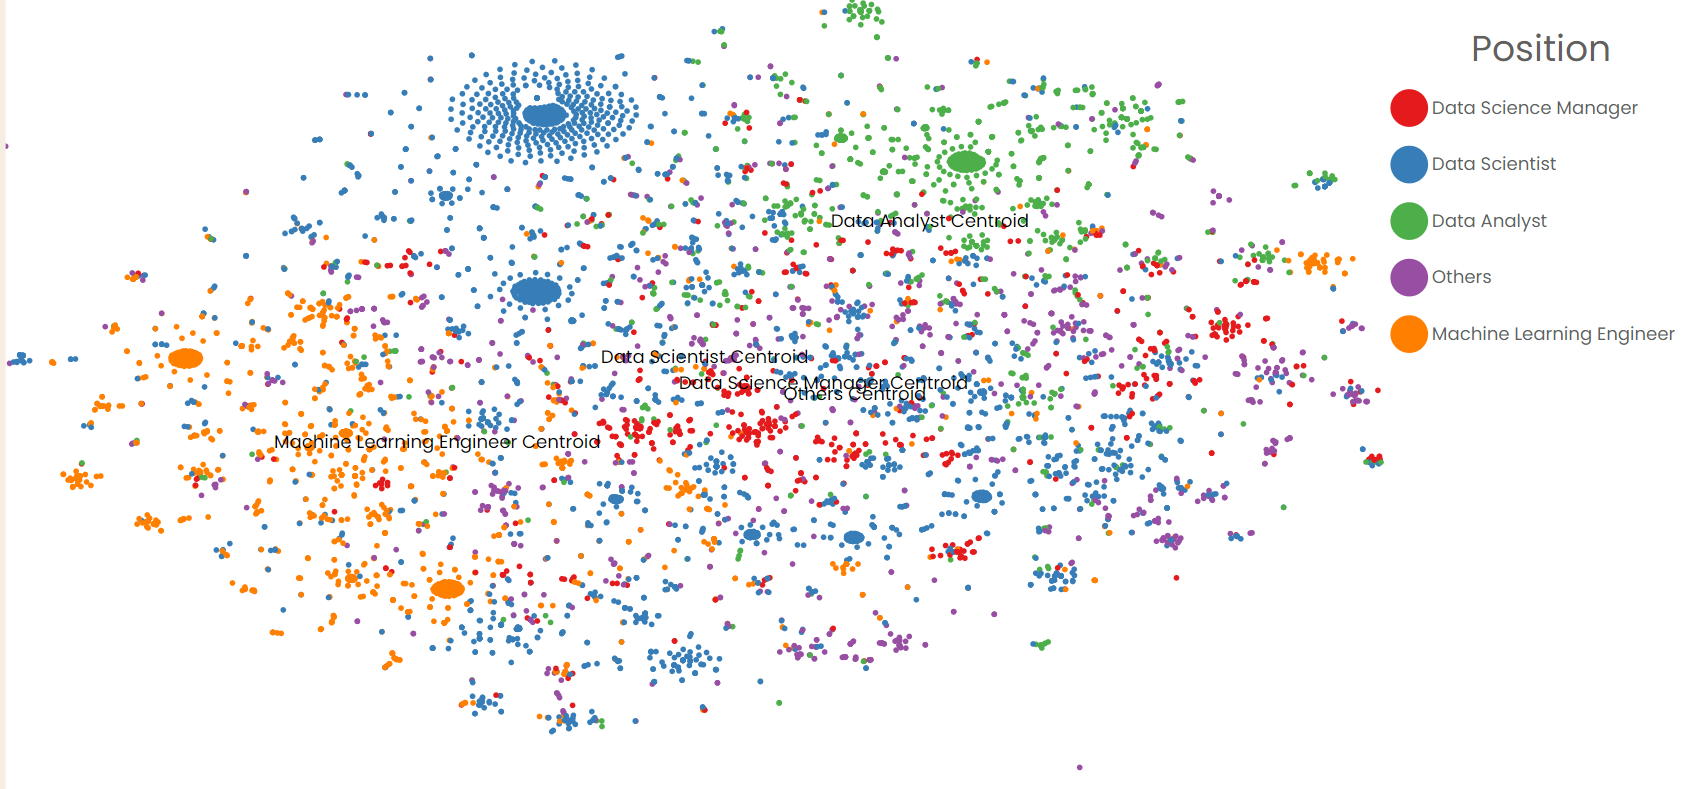 Position
Data Science Manager
Data Scientist
Data Analyst
Others
Machine Learning Engineer
Data Analyst Centroid
Data Scientist Centroid
Data Science Manager Centroid
Others Centroid
Machine Learning Engineer Centroid